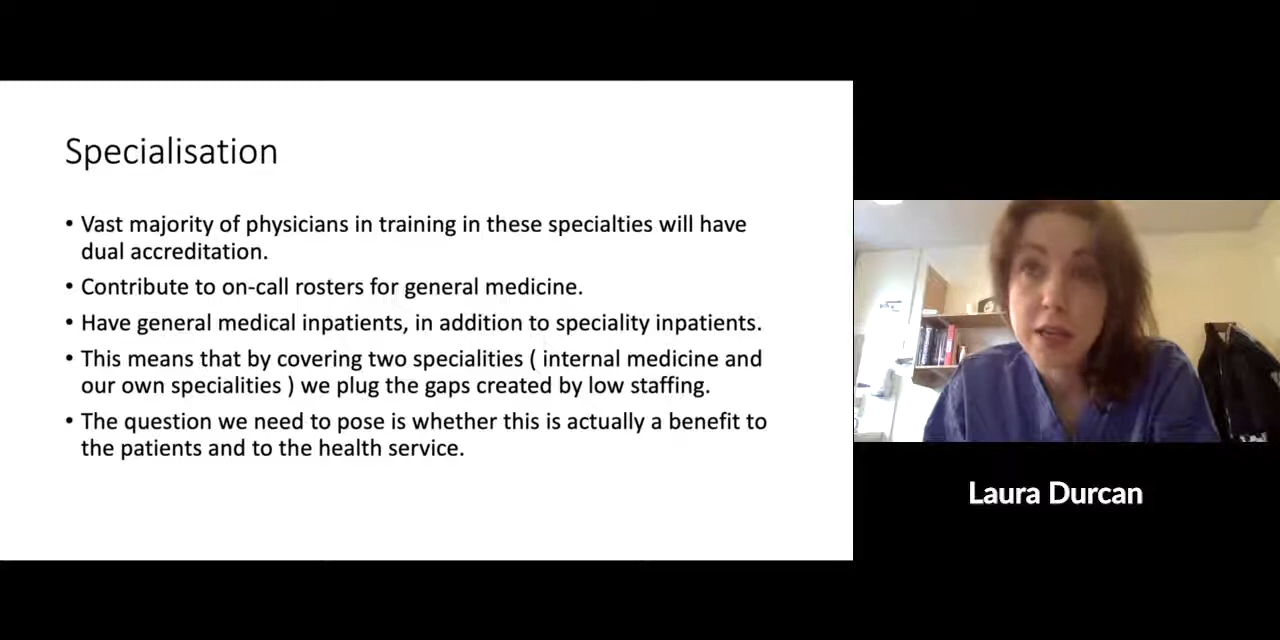 Specialisation
• Vast majority of physicians in training in these specialties will have
dual accreditation.
• Contribute to on-call rosters for general medicine.
• Have general medical inpatients, in addition to speciality inpatients.
• This means that by covering two specialities ( internal medicine and
our own specialities ) we plug the gaps created by low staffing.
• The question we need to pose is whether this is actually a benefit to
the patients and to the health service.
Laura Durcan